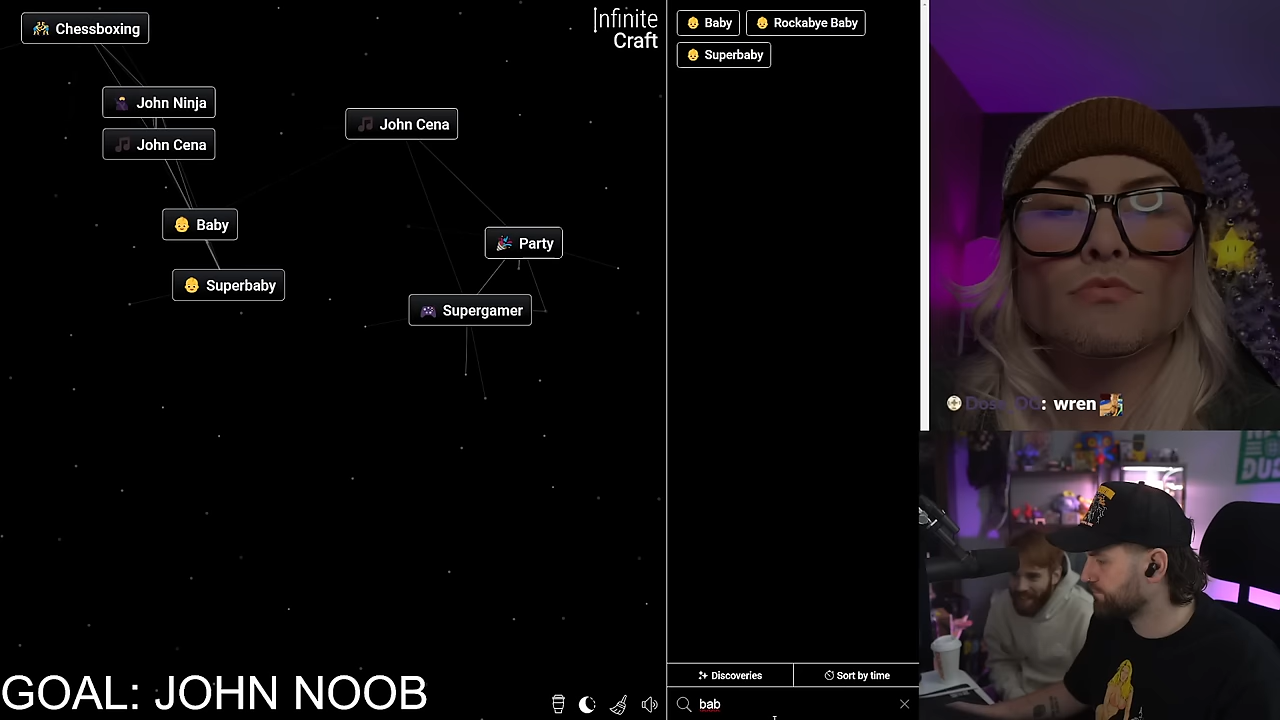 Chessboxing
John Ninja
John Cena
Baby
Superbaby
John Cena
Party
Supergamer
Infinite
Craft
Baby
Rockabye Baby
Superbaby
Discoveries
Sort by time
bab
GOAL: JOHN NOOB
: wren